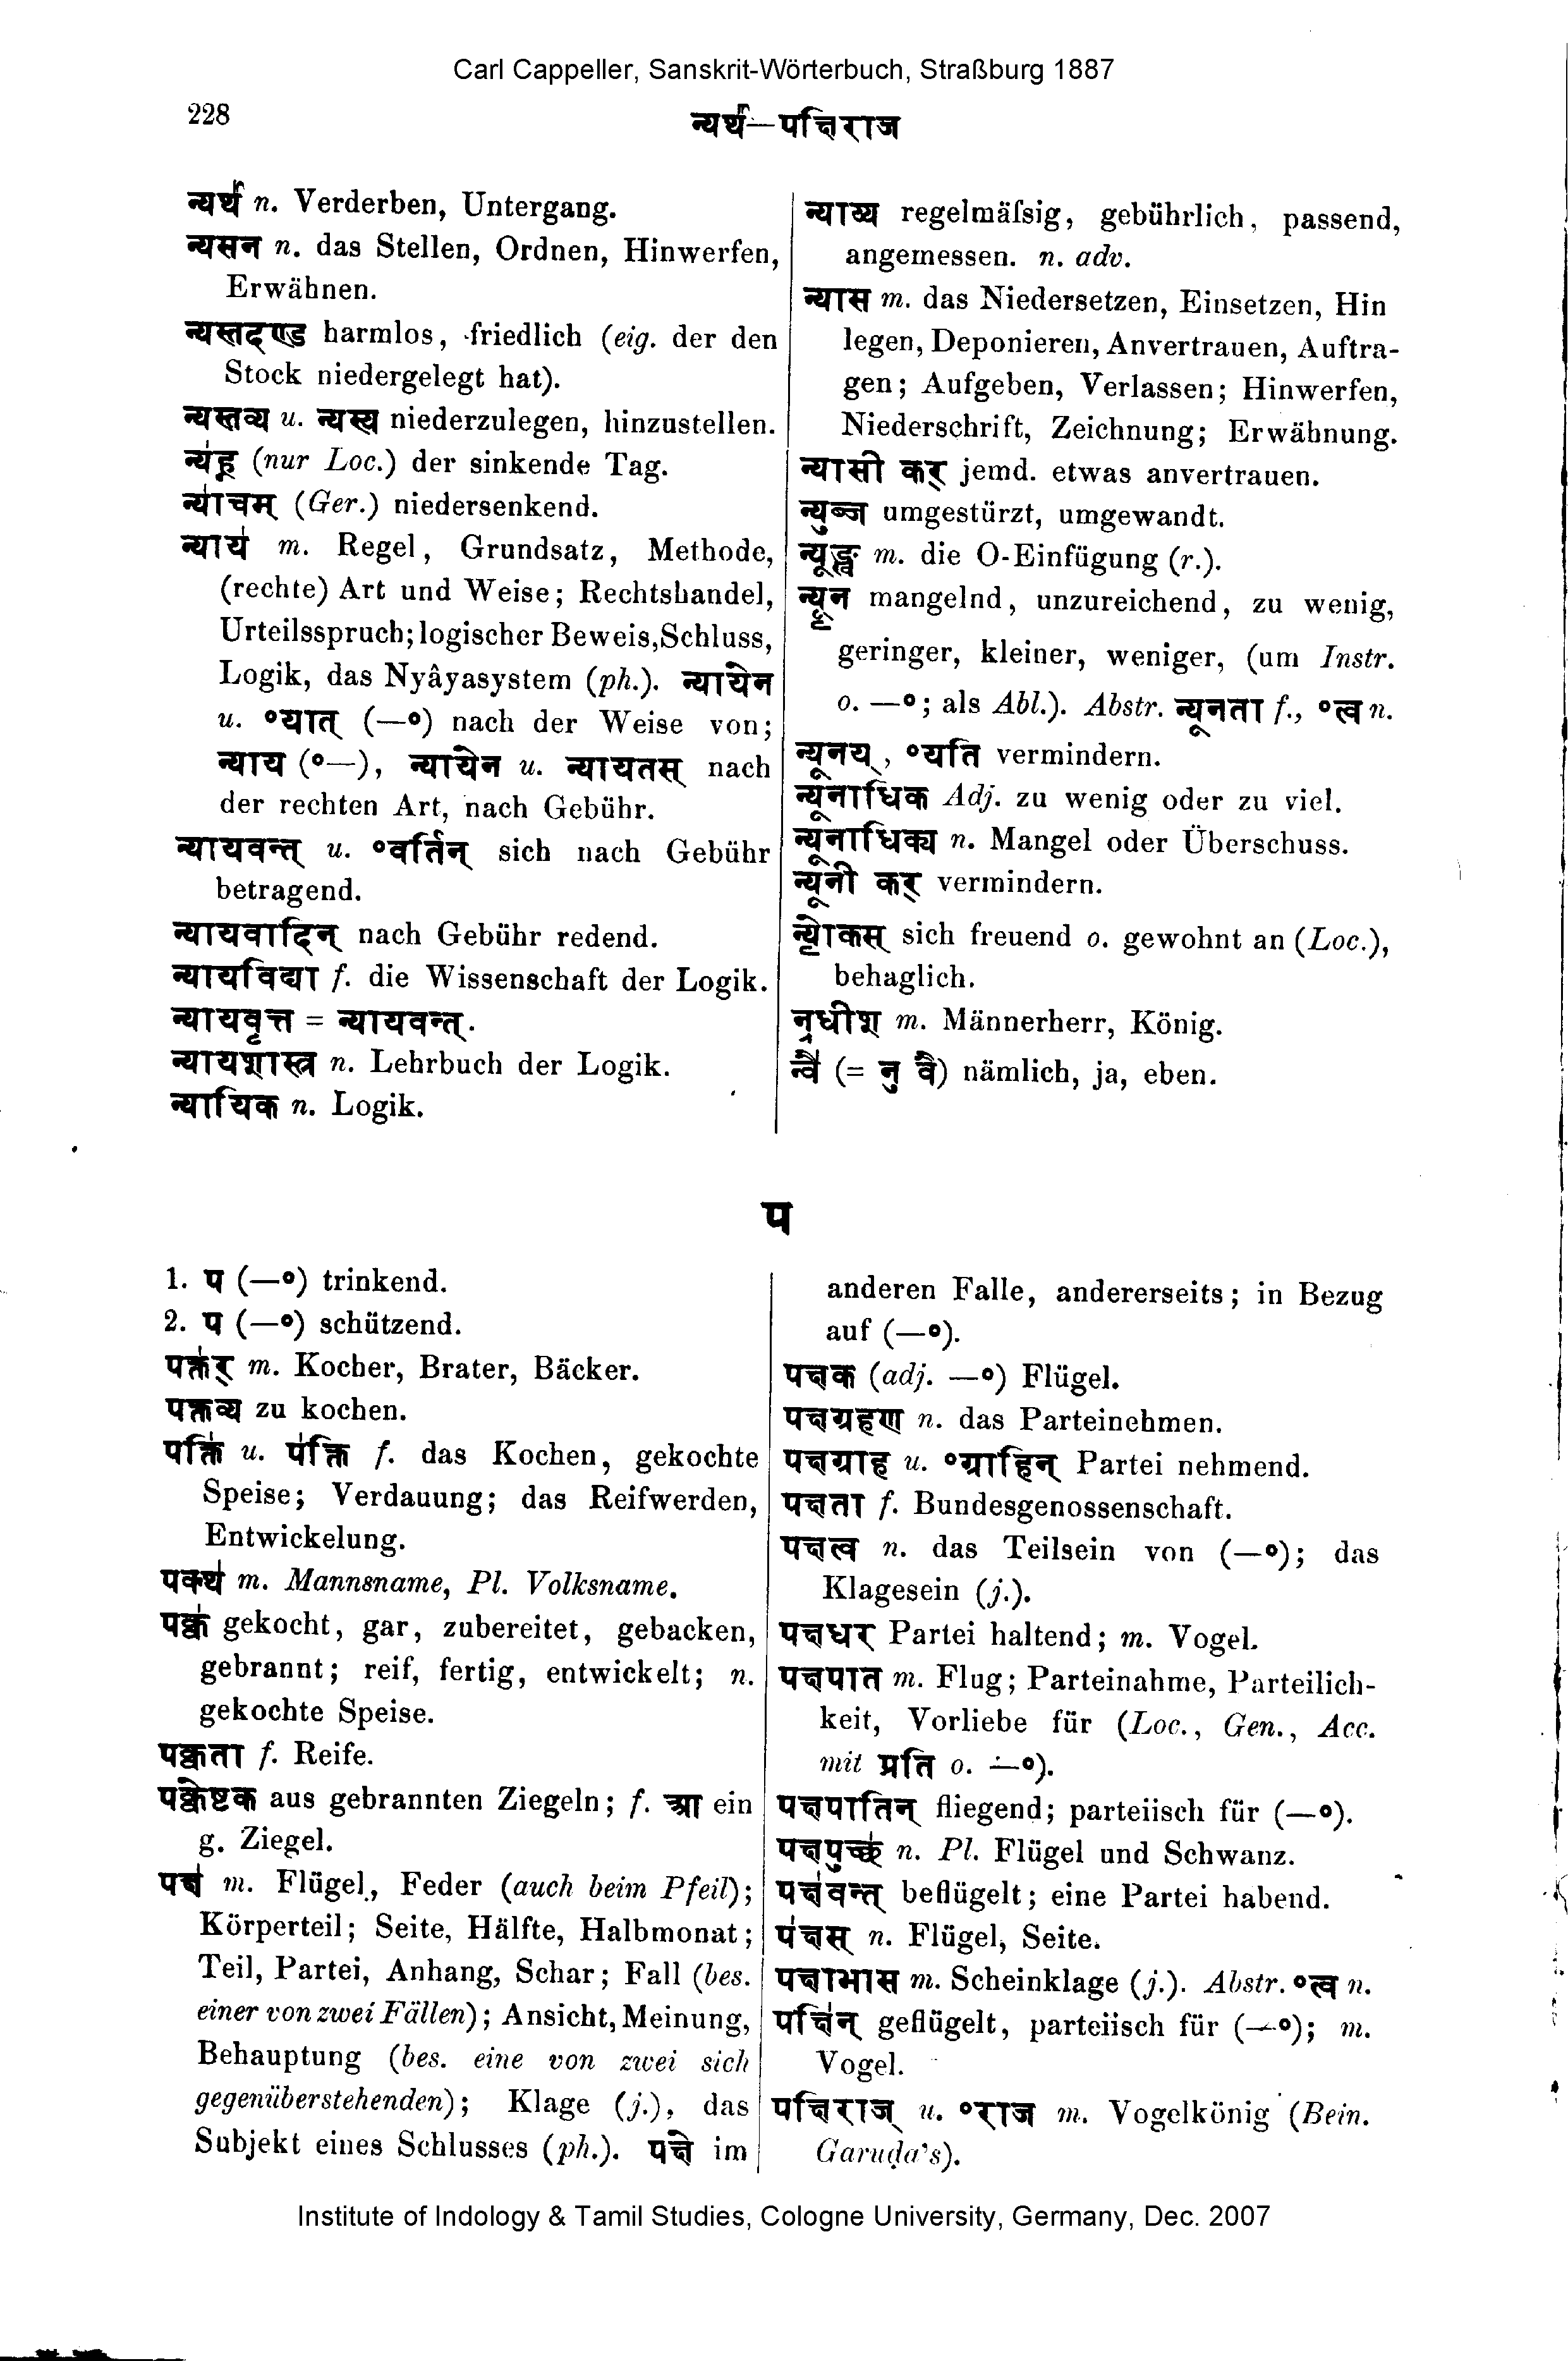 Carl Cappeller, Sanskrit-Wörterbuch, Straßburg 1887
228
न्यर्थ—पक्षिराज
न्यर्थ n. Verderben, Untergang.
न्यसन n. das Stellen, Ordnen, Hinwerfen,
Erwähnen.
न्यस्तदण्ड harmlos, friedlich (eig. der den
Stock niedergelegt hat).
न्यस्तव्य u. न्यस्य niederzulegen, hinzustellen.
न्य॑ह्न (nur Loc.) der sinkende Tag.
न्या॑चम् (Ger.) niedersenkend.
न्याय॑ m. Regel, Grundsatz, Methode,
(rechte) Art und Weise; Rechtshandel,
Urteilsspruch; logischer Beweis, Schluss,
Logik, das Nyâyasystem (ph.). न्यायेन
u. °यात् (—°) nach der Weise von;
न्याय (°—), न्यायेन u. न्यायतस् nach
der rechten Art, nach Gebühr.
न्यायवन्त् u. °वर्तिन् sich nach Gebühr
betragend.
न्यायवादिन् nach Gebühr redend.
न्यायविद्या f. die Wissenschaft der Logik.
न्यायवृत्त = न्यायवन्त्.
न्यायशास्त्र n. Lehrbuch der Logik.
न्यायिक n. Logik.
न्याय्य regelmäſsig, gebührlich, passend,
angemessen. n. adv.
न्यास m. das Niedersetzen, Einsetzen, Hin
legen, Deponieren, Anvertrauen, Auftra-
gen; Aufgeben, Verlassen; Hinwerfen,
Niederschrift, Zeichnung; Erwähnung.
न्यासी कर् jemd. etwas anvertrauen.
न्युब्ज umgestürzt, umgewandt.
न्यूङ्ख m. die O-Einfügung (r.).
न्यून mangelnd, unzureichend, zu wenig,
geringer, kleiner, weniger, (um Instr.
o. —°; als Abl.). Abstr. न्यूनता f., °त्व n.
न्यूनय्, °यति vermindern.
न्यूनाधिक Adj. zu wenig oder zu viel.
न्यूनाधिक्य n. Mangel oder Überschuss.
न्यूनी कर् vermindern.
न्योकस् sich freuend o. gewohnt an (Loc.),
behaglich.
न्रधीश m. Männerherr, König.
न्वै (= नु वै) nämlich, ja, eben.
प
1. प (—°) trinkend.
2. प (—°) schützend.
पक्त॑र् m. Kocher, Brater, Bäcker.
पक्तव्य zu kochen.
पक्ति॑ u. प॑क्ति f. das Kochen, gekochte
Speise; Verdauung; das Reifwerden,
Entwickelung.
पक्थ॑ m. Mannsname, Pl. Volksname.
पक्व॑ gekocht, gar, zubereitet, gebacken,
gebrannt; reif, fertig, entwickelt; n.
gekochte Speise.
पक्वता f. Reife.
पक्वेष्टक aus gebrannten Ziegeln; f. आ ein
g. Ziegel.
पक्ष॑ m. Flügel, Feder (auch beim Pfeil);
Körperteil; Seite, Hälfte, Halbmonat;
Teil, Partei, Anhang, Schar; Fall (bes.
einer von zwei Fällen); Ansicht, Meinung,
Behauptung (bes. eine von zwei sich
gegenüberstehenden); Klage (j.), das
Subjekt eines Schlusses (ph.). पक्षे im
anderen Falle, andererseits; in Bezug
auf (—°).
पक्षक (adj. —°) Flügel.
पक्षग्रहण n. das Parteinehmen.
पक्षग्राह u. °ग्राहिन् Partei nehmend.
पक्षता f. Bundesgenossenschaft.
पक्षत्व n. das Teilsein von (—°); das
Klagesein (j.).
पक्षधर Partei haltend; m. Vogel.
पक्षपात m. Flug; Parteinahme, Parteilich-
keit, Vorliebe für (Loc., Gen., Acc.
mit प्रति o. —°).
पक्षपातिन् fliegend; parteiisch für (—°).
पक्षपुच्छ॑ n. Pl. Flügel und Schwanz.
पक्ष॑वन्त् beflügelt; eine Partei habend.
प॑क्षस् n. Flügel, Seite.
पक्षाभास m. Scheinklage (j.). Abstr. °त्व n.
पक्षि॑न् geflügelt, parteiisch für (—°); m.
Vogel.
पक्षिराज् u. °राज m. Vogelkönig (Bein.
Garuḍa's).
Institute of Indology & Tamil Studies, Cologne University, Germany, Dec. 2007